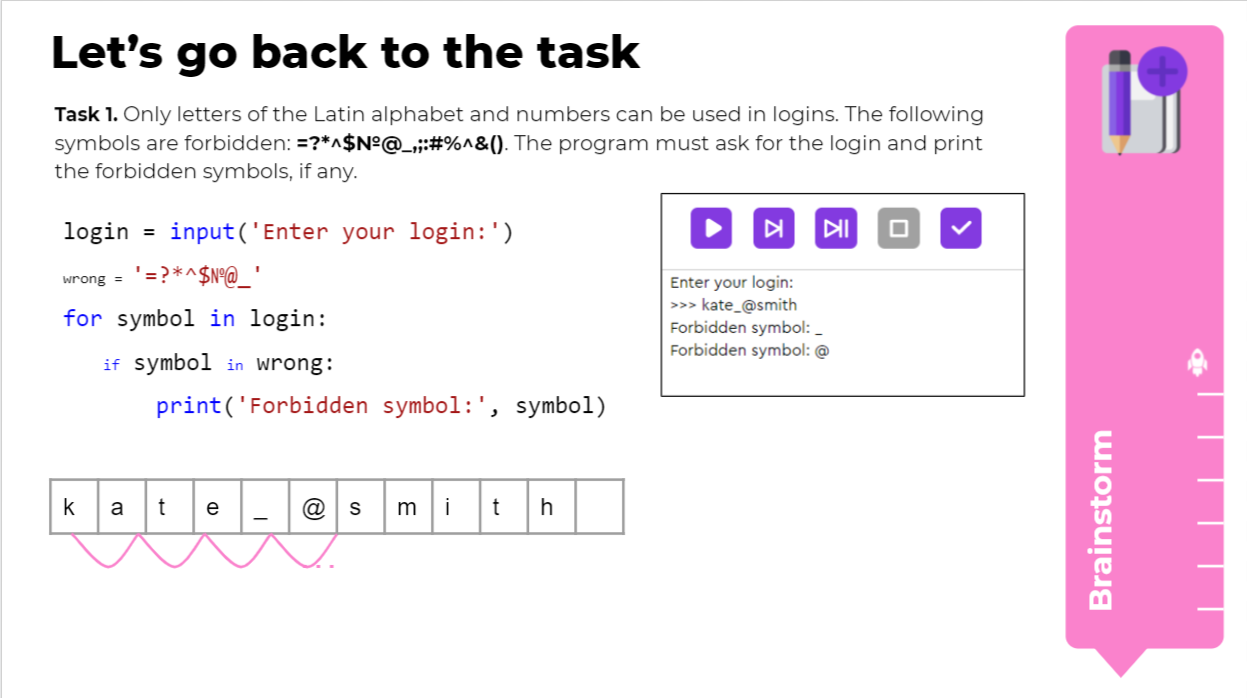 Let’s go back to the task
Task 1. Only letters of the Latin alphabet and numbers can be used in logins. The following
symbols are forbidden: =?*^$№@_,;:#%^&(). The program must ask for the login and print
the forbidden symbols, if any.
login = input('Enter your login:')
wrong = '=?*^$№@_'
for symbol in login:
if symbol in wrong:
print('Forbidden symbol:', symbol)
Enter your login:
>>> kate_@smith
Forbidden symbol: _
Forbidden symbol: @
k a t e _ @ s m i t h
Brainstorm